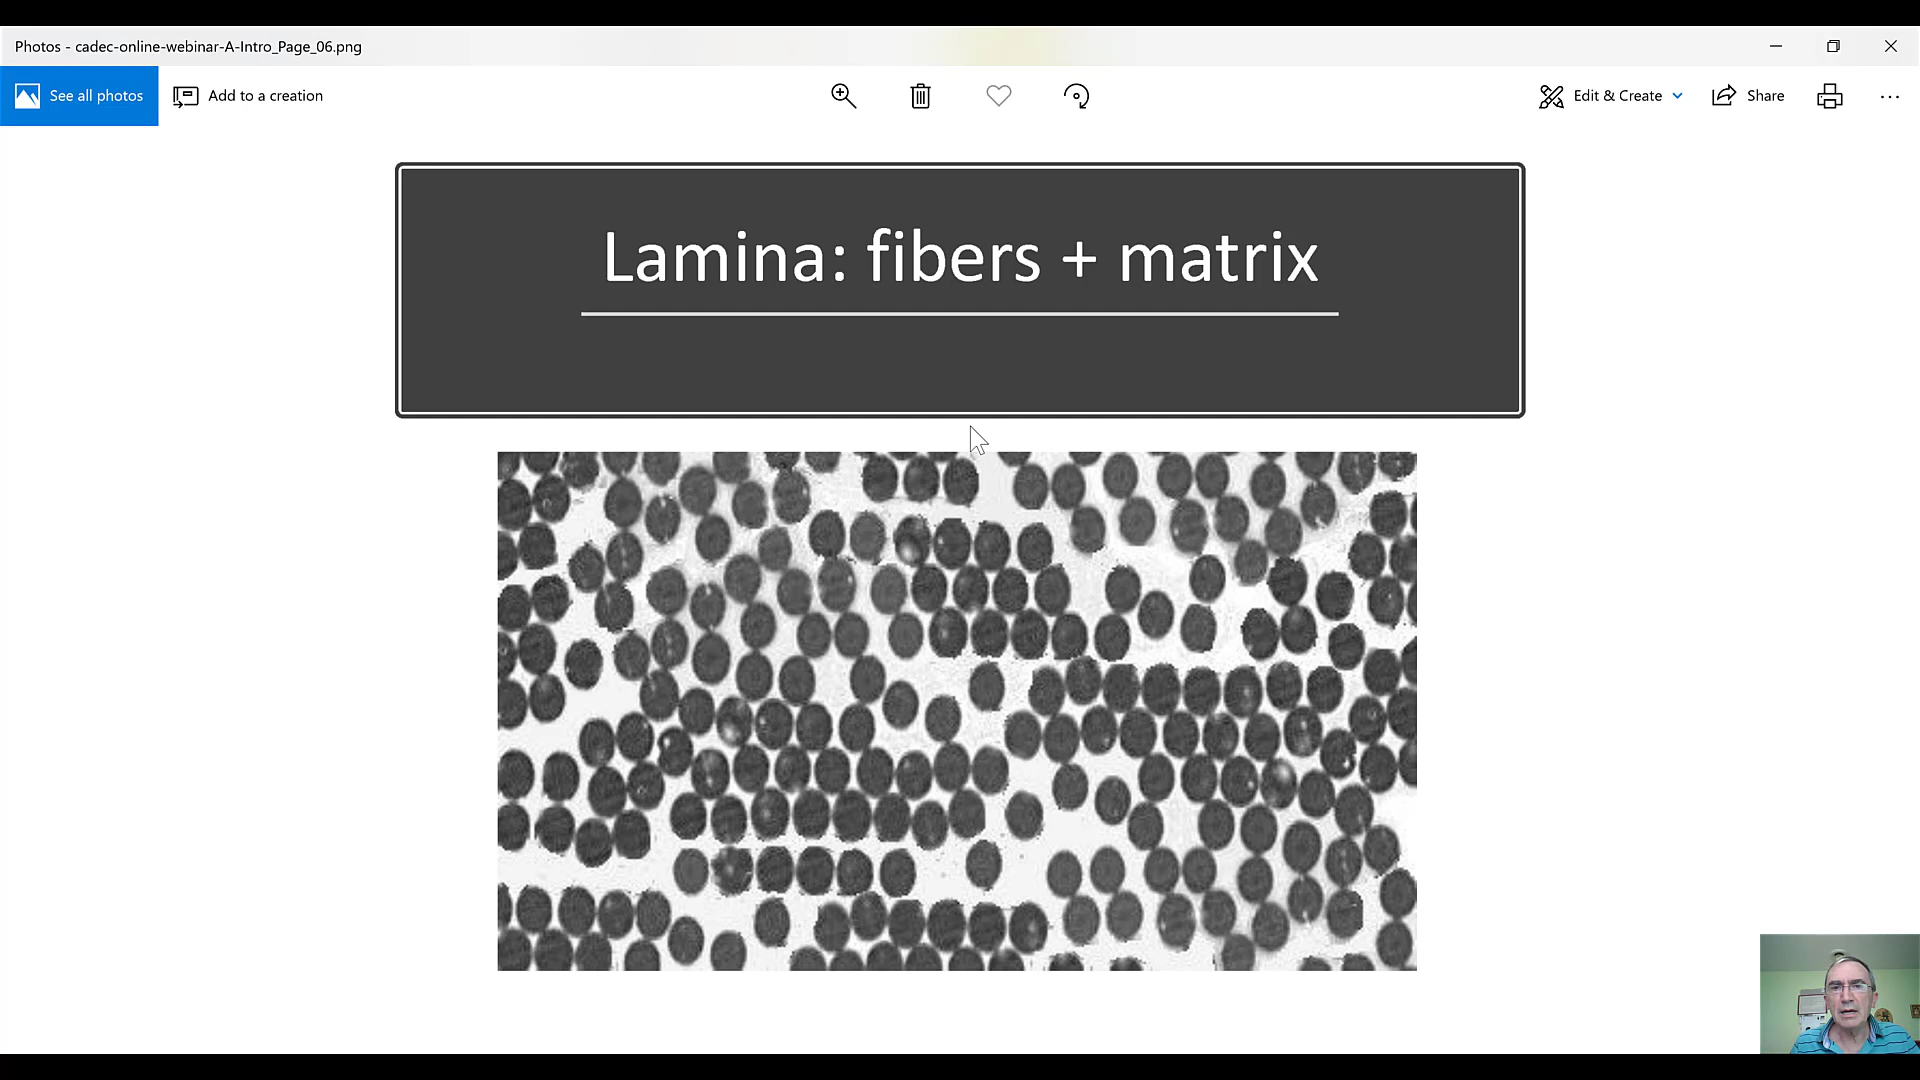 Photos - cadec-online-webinar-A-Intro_Page_06.png
See all photos
Add to a creation
Edit & Create
Share
Lamina: fibers + matrix